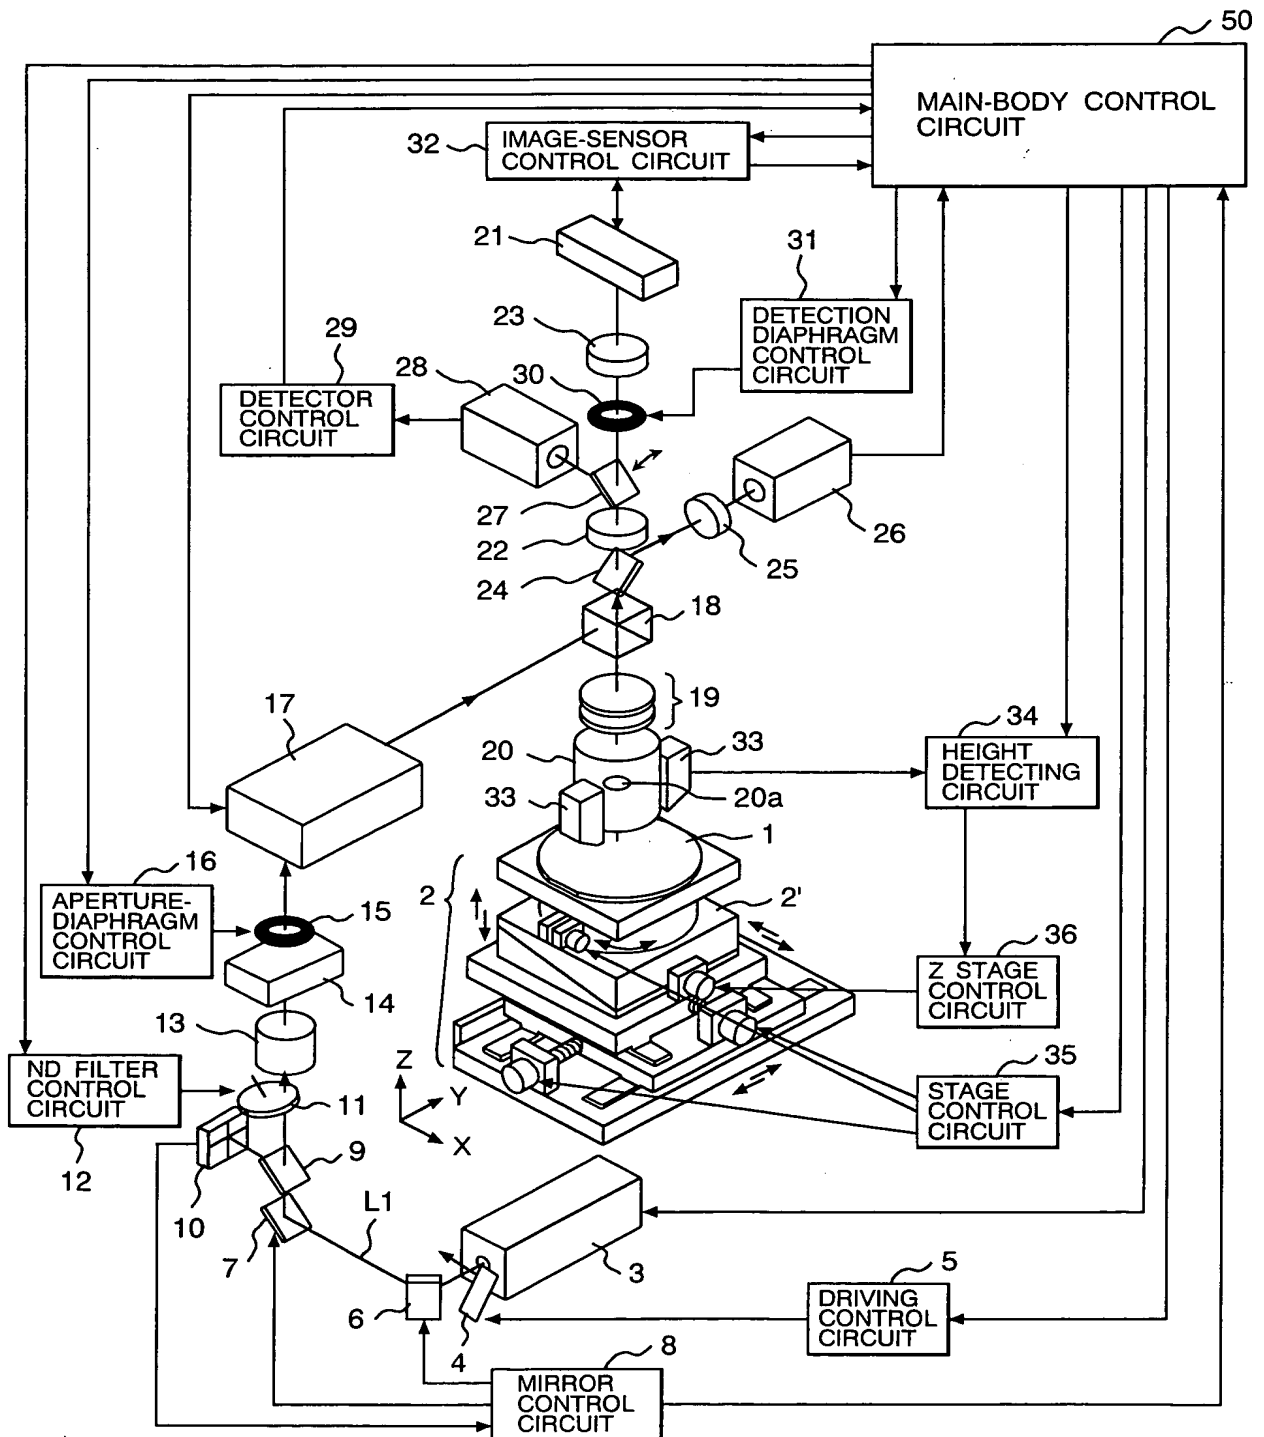 50
MAIN-BODY CONTROL
CIRCUIT
32
IMAGE-SENSOR
CONTROL CIRCUIT
21
31
DETECTION
DIAPHRAGM
CONTROL
CIRCUIT
23
29
28
30
DETECTOR
CONTROL
CIRCUIT
27
22
26
25
24
18
17
19
34
20
33
HEIGHT
DETECTING
CIRCUIT
33
20a
1
16
2
2'
APERTURE-
DIAPHRAGM
CONTROL
CIRCUIT
15
36
Z STAGE
CONTROL
CIRCUIT
14
13
35
ND FILTER
CONTROL
CIRCUIT
Z
Y
X
STAGE
CONTROL
CIRCUIT
11
12
9
10
L1
7
3
5
6
DRIVING
CONTROL
CIRCUIT
4
8
MIRROR
CONTROL
CIRCUIT